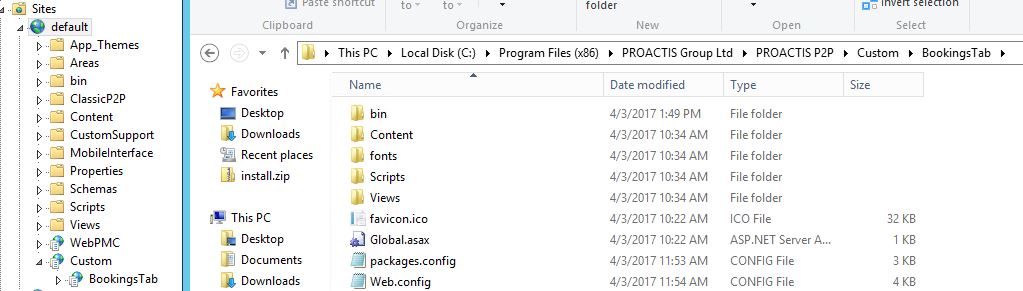 Sites
default
App_Themes
Areas
bin
ClassicP2P
Content
CustomSupport
MobileInterface
Properties
Schemas
Scripts
Views
WebPMC
Custom
BookingsTab
Paste shortcut
to
to
folder
Invert selection
Clipboard
Organize
New
Open
Select
This PC
Local Disk (C:)
Program Files (x86)
PROACTIS Group Ltd
PROACTIS P2P
Custom
BookingsTab
Favorites
Desktop
Downloads
Recent places
install.zip
This PC
Desktop
Documents
Downloads
Name Date modified Type Size
bin 4/3/2017 1:49 PM File folder
Content 4/3/2017 10:34 AM File folder
fonts 4/3/2017 10:34 AM File folder
Scripts 4/3/2017 10:34 AM File folder
Views 4/3/2017 10:34 AM File folder
favicon.ico 4/3/2017 10:22 AM ICO File 32 KB
Global.asax 4/3/2017 10:22 AM ASP.NET Server A... 1 KB
packages.config 4/3/2017 11:53 AM CONFIG File 3 KB
Web.config 4/3/2017 11:54 AM CONFIG File 4 KB